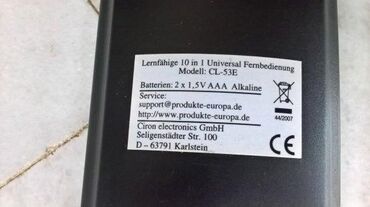 Lernfähige 10 in 1 Universal Fernbedienung
Modell: CL-53E
Batterien: 2 x 1,5V AAA Alkaline
Service:
support@produkte-europa.de
http://www.produkte-europa.de
Ciron electronics GmbH
Seligenstädter Str. 100
D – 63791 Karlstein
44/2007
CE